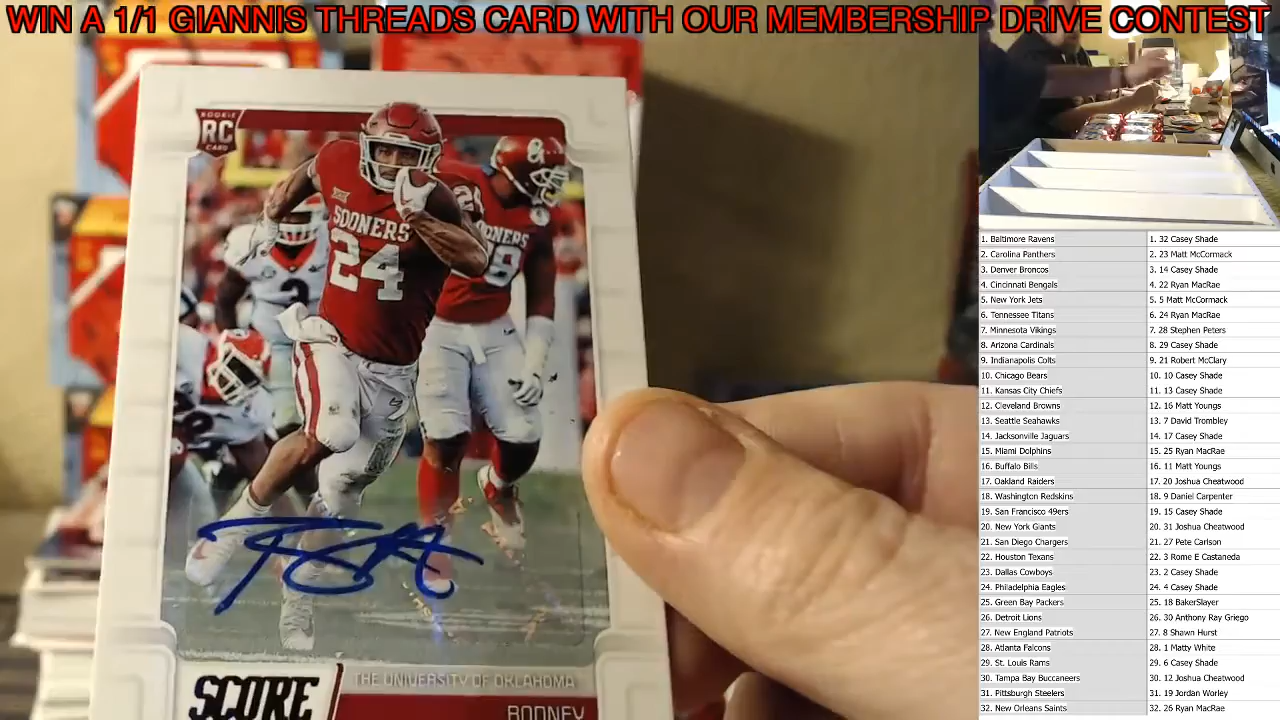 WIN A 1/1 GIANNIS THREADS CARD WITH OUR MEMBERSHIP DRIVE CONTEST
ROOKIE
RC
CARD
SOONERS
24
SCORE
THE UNIVERSITY OF OKLAHOMA
RODNEY
1. Baltimore Ravens 1. 32 Casey Shade
2. Carolina Panthers 2. 23 Matt McCormack
3. Denver Broncos 3. 14 Casey Shade
4. Cincinnati Bengals 4. 22 Ryan MacRae
5. New York Jets 5. 5 Matt McCormack
6. Tennessee Titans 6. 24 Ryan MacRae
7. Minnesota Vikings 7. 28 Stephen Peters
8. Arizona Cardinals 8. 29 Casey Shade
9. Indianapolis Colts 9. 21 Robert McClary
10. Chicago Bears 10. 10 Casey Shade
11. Kansas City Chiefs 11. 13 Casey Shade
12. Cleveland Browns 12. 16 Matt Youngs
13. Seattle Seahawks 13. 7 David Trombley
14. Jacksonville Jaguars 14. 17 Casey Shade
15. Miami Dolphins 15. 25 Ryan MacRae
16. Buffalo Bills 16. 11 Matt Youngs
17. Oakland Raiders 17. 20 Joshua Cheatwood
18. Washington Redskins 18. 9 Daniel Carpenter
19. San Francisco 49ers 19. 15 Casey Shade
20. New York Giants 20. 31 Joshua Cheatwood
21. San Diego Chargers 21. 27 Pete Carlson
22. Houston Texans 22. 3 Rome E Castaneda
23. Dallas Cowboys 23. 2 Casey Shade
24. Philadelphia Eagles 24. 4 Casey Shade
25. Green Bay Packers 25. 18 BakerSlayer
26. Detroit Lions 26. 30 Anthony Ray Griego
27. New England Patriots 27. 8 Shawn Hurst
28. Atlanta Falcons 28. 1 Matty White
29. St. Louis Rams 29. 6 Casey Shade
30. Tampa Bay Buccaneers 30. 12 Joshua Cheatwood
31. Pittsburgh Steelers 31. 19 Jordan Worley
32. New Orleans Saints 32. 26 Ryan MacRae